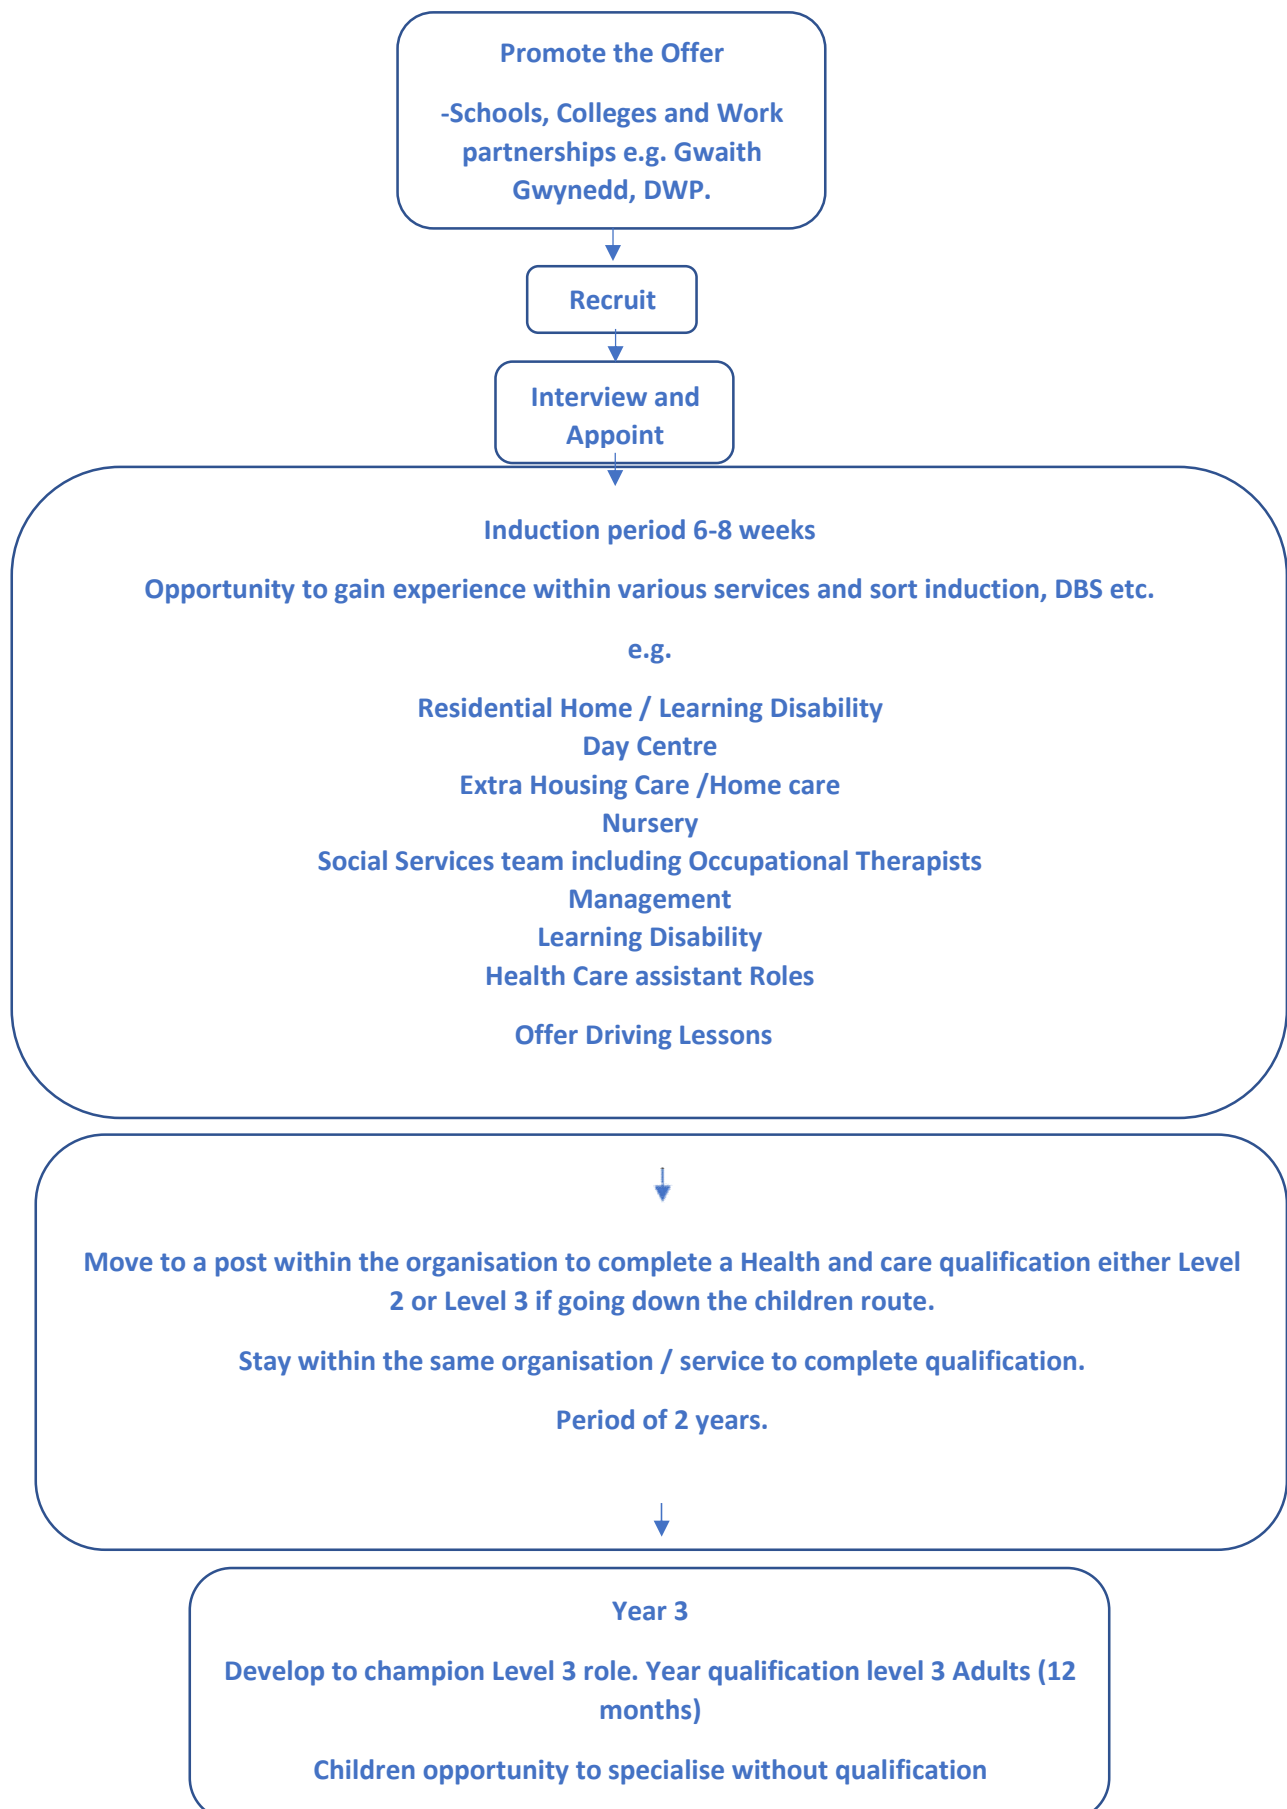 Promote the Offer
-Schools, Colleges and Work
partnerships e.g. Gwaith
Gwynedd, DWP.
Recruit
Interview and
Appoint
Induction period 6-8 weeks
Opportunity to gain experience within various services and sort induction, DBS etc.
e.g.
Residential Home / Learning Disability
Day Centre
Extra Housing Care /Home care
Nursery
Social Services team including Occupational Therapists
Management
Learning Disability
Health Care assistant Roles
Offer Driving Lessons
Move to a post within the organisation to complete a Health and care qualification either Level
2 or Level 3 if going down the children route.
Stay within the same organisation / service to complete qualification.
Period of 2 years.
Year 3
Develop to champion Level 3 role. Year qualification level 3 Adults (12
months)
Children opportunity to specialise without qualification